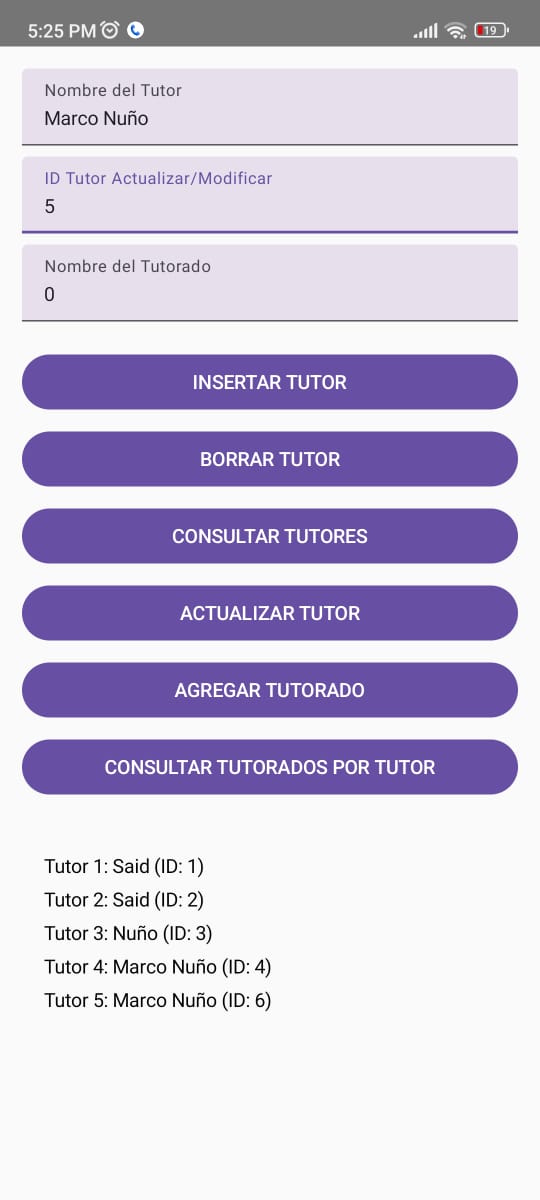 5:25 PM
19
Nombre del Tutor
Marco Nuño
ID Tutor Actualizar/Modificar
5
Nombre del Tutorado
0
INSERTAR TUTOR
BORRAR TUTOR
CONSULTAR TUTORES
ACTUALIZAR TUTOR
AGREGAR TUTORADO
CONSULTAR TUTORADOS POR TUTOR
Tutor 1: Said (ID: 1)
Tutor 2: Said (ID: 2)
Tutor 3: Nuño (ID: 3)
Tutor 4: Marco Nuño (ID: 4)
Tutor 5: Marco Nuño (ID: 6)